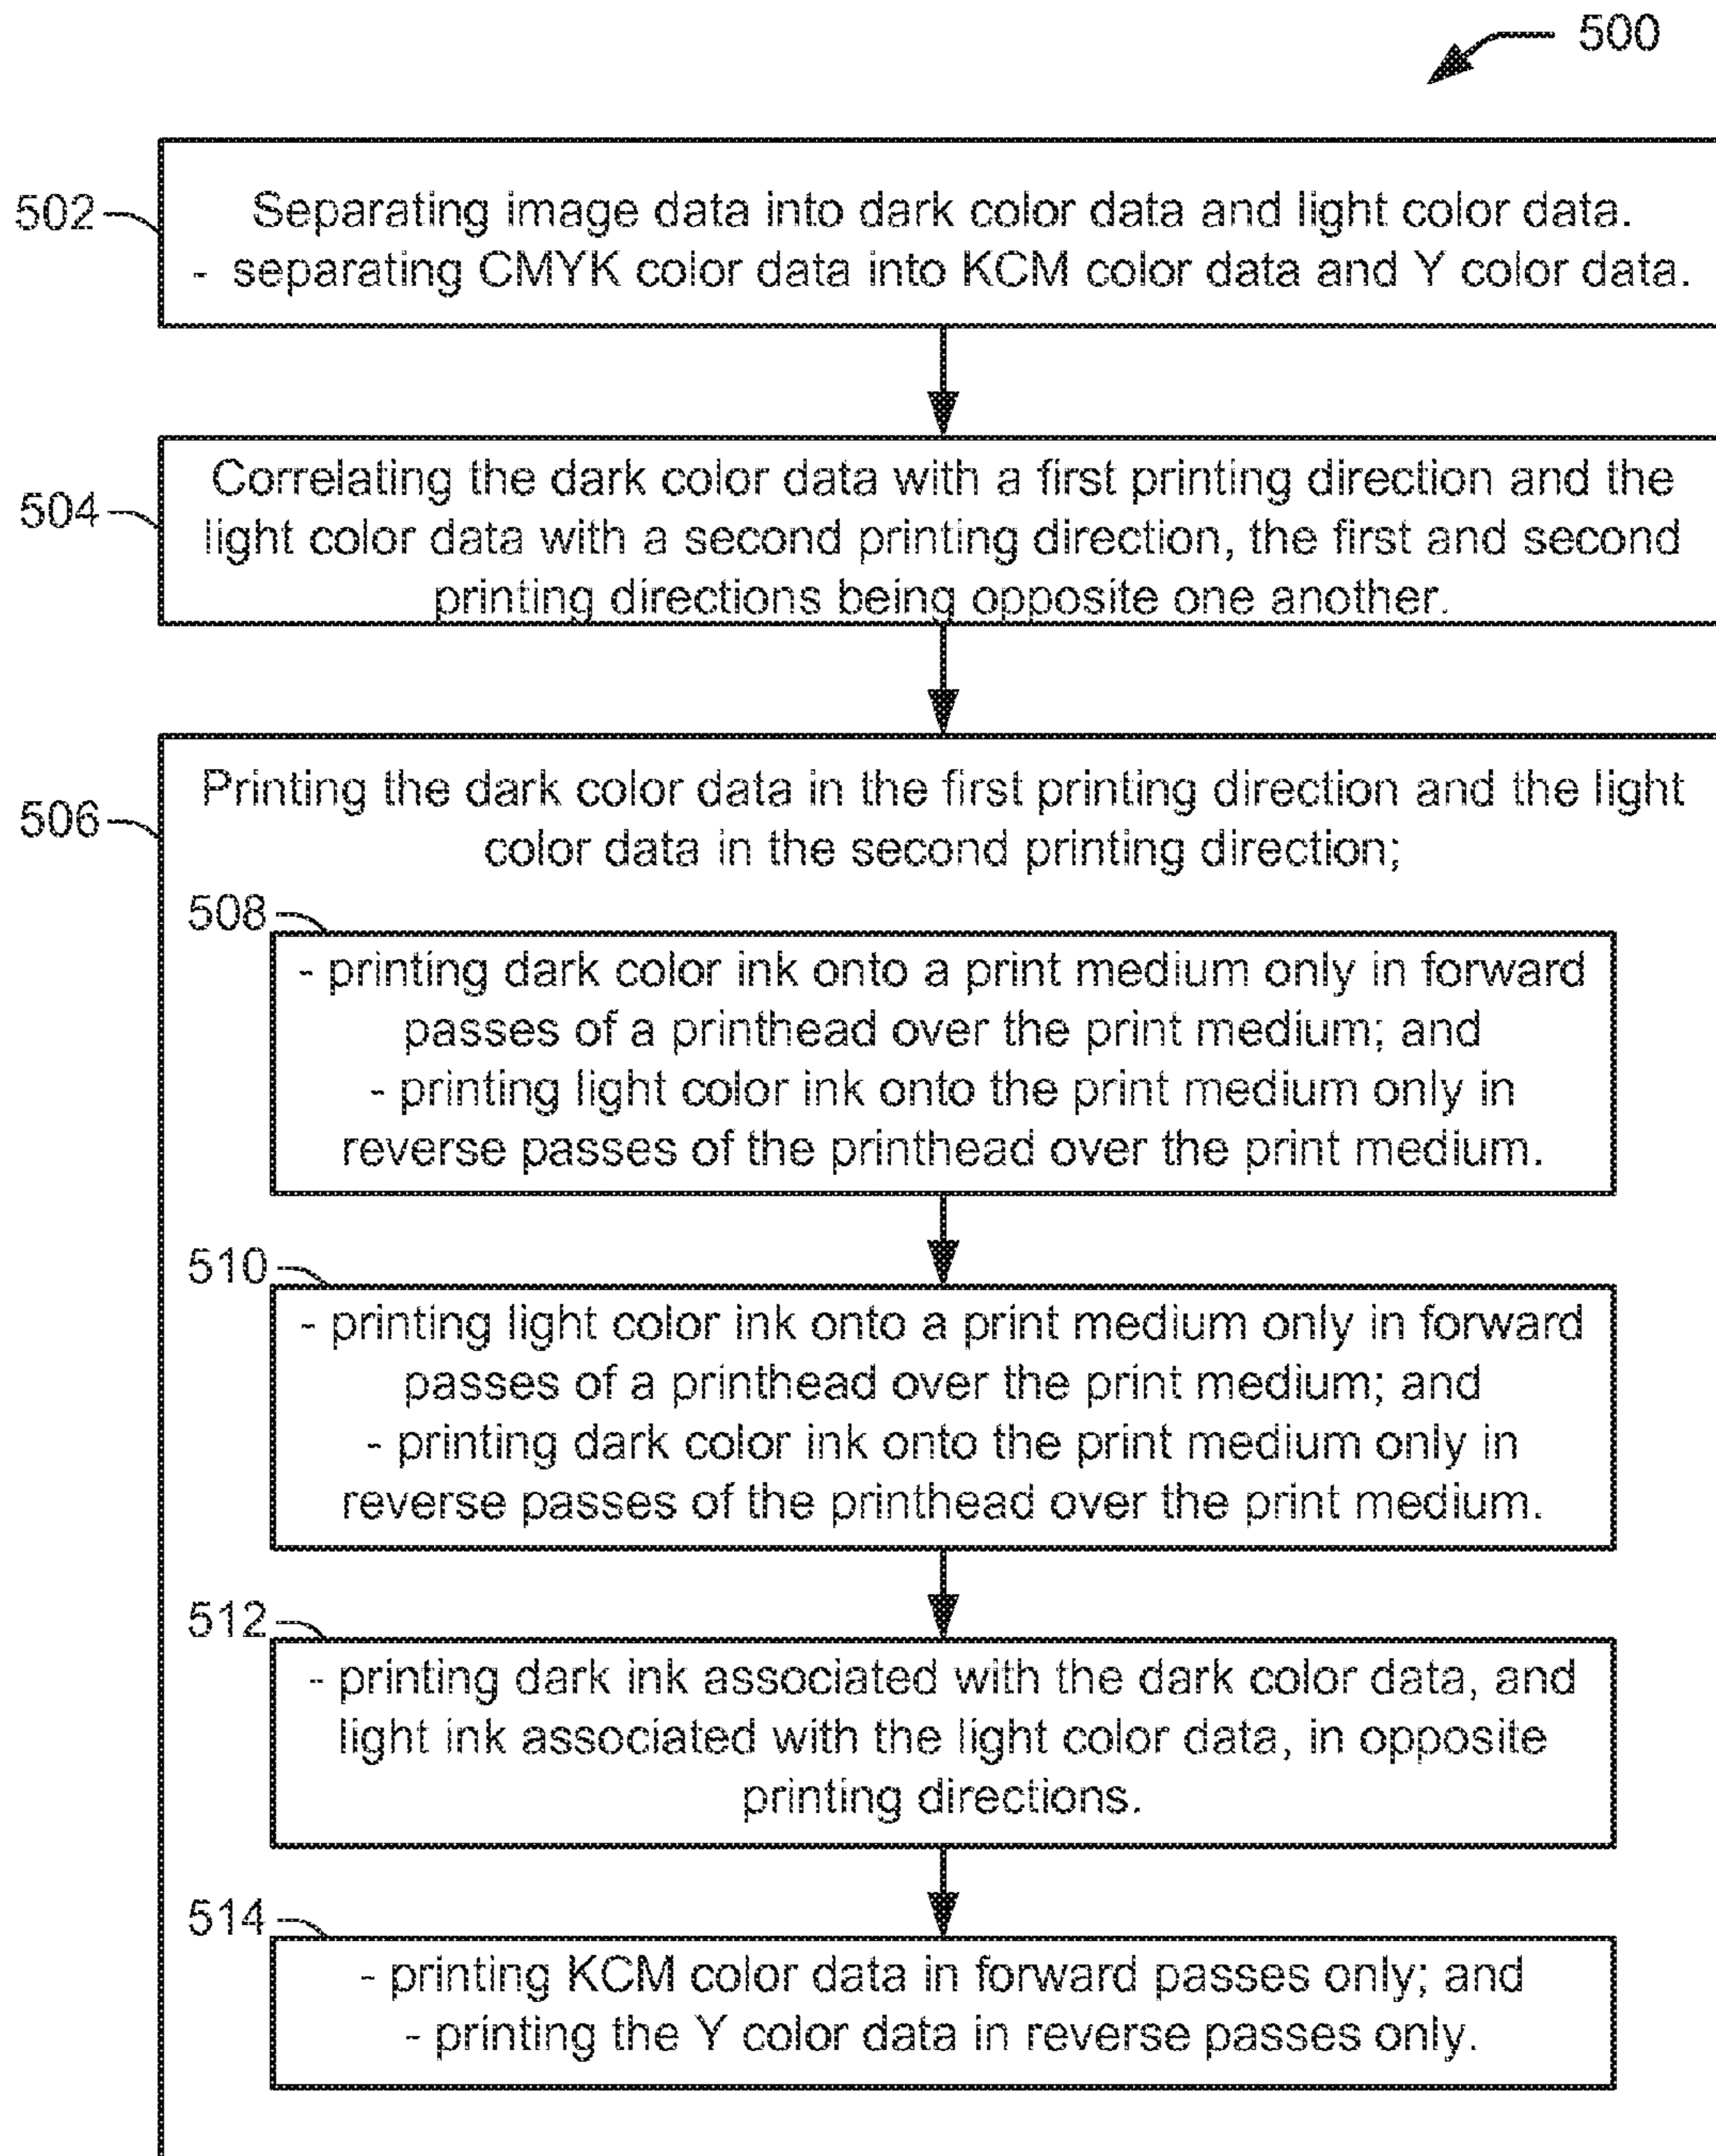 500
502
Separating image data into dark color data and light color data.
- separating CMYK color data into KCM color data and Y color data.
504
Correlating the dark color data with a first printing direction and the
light color data with a second printing direction, the first and second
printing directions being opposite one another.
506
Printing the dark color data in the first printing direction and the light
color data in the second printing direction;
508
- printing dark color ink onto a print medium only in forward
passes of a printhead over the print medium; and
- printing light color ink onto the print medium only in
reverse passes of the printhead over the print medium.
510
- printing light color ink onto a print medium only in forward
passes of a printhead over the print medium; and
- printing dark color ink onto the print medium only in
reverse passes of the printhead over the print medium.
512
- printing dark ink associated with the dark color data, and
light ink associated with the light color data, in opposite
printing directions.
514
- printing KCM color data in forward passes only; and
- printing the Y color data in reverse passes only.